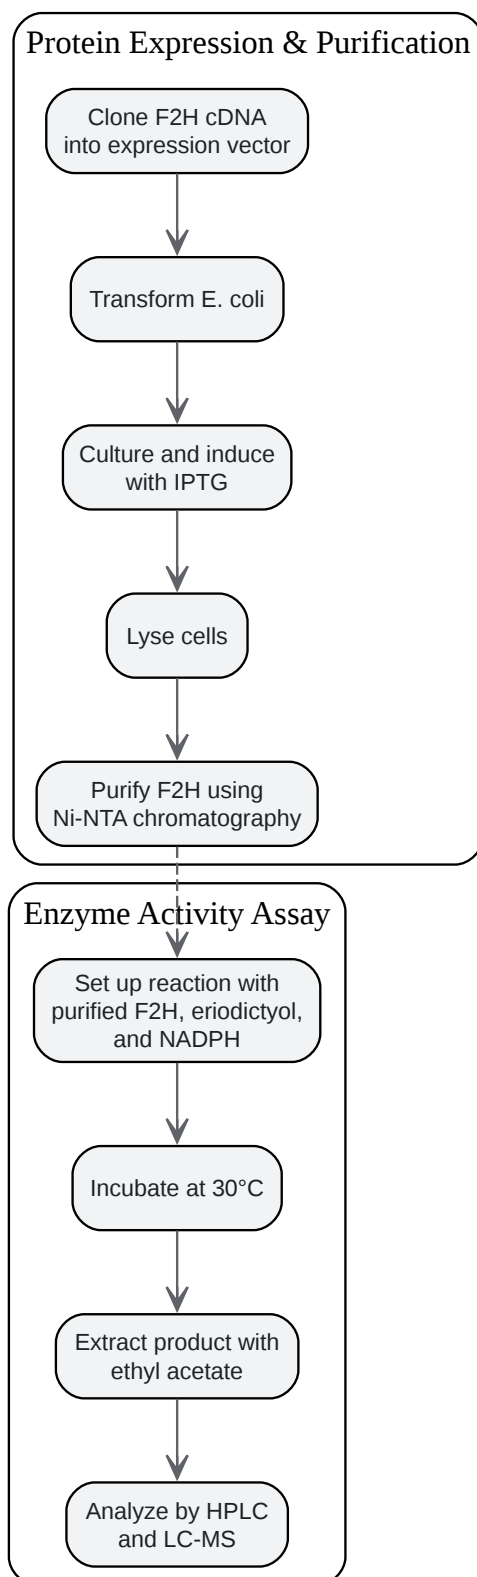 Protein Expression & Purification
Clone F2H cDNA
into expression vector
Transform E. coli
Culture and induce
with IPTG
Lyse cells
Purify F2H using
Ni-NTA chromatography
Enzyme Activity Assay
Set up reaction with
purified F2H, eriodictyol,
and NADPH
Incubate at 30°C
Extract product with
ethyl acetate
Analyze by HPLC
and LC-MS